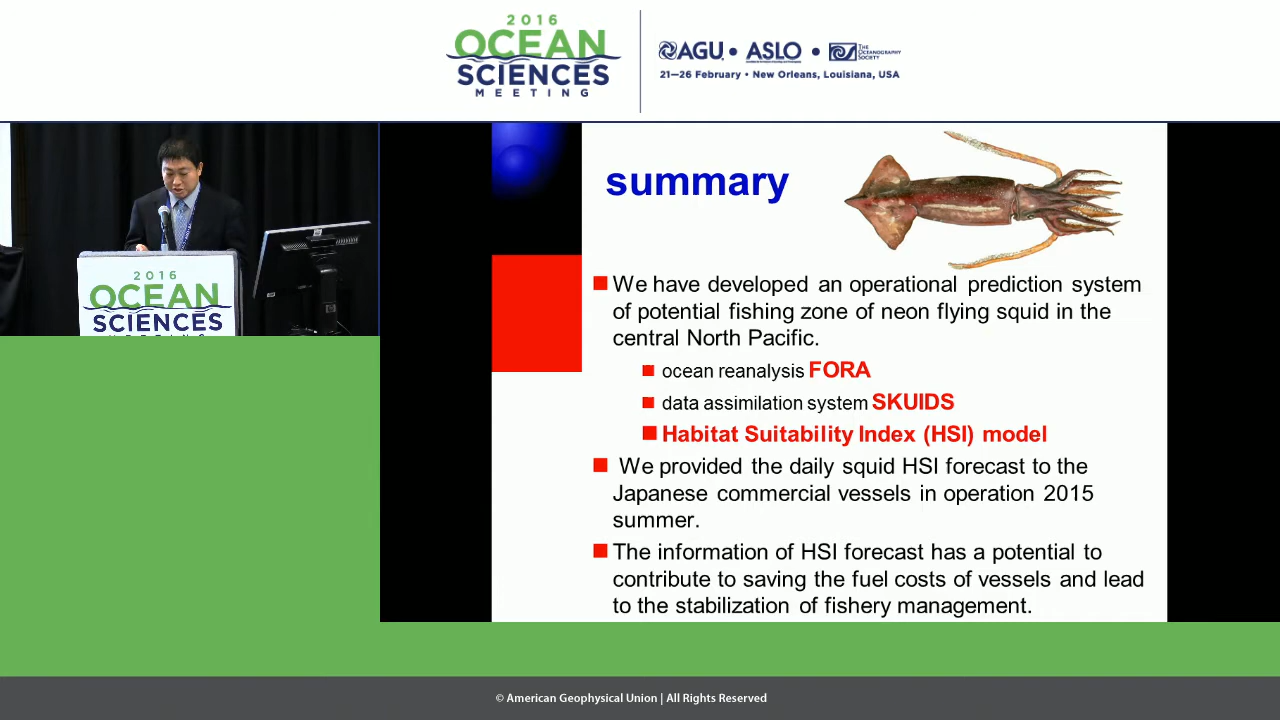 2016
OCEAN
SCIENCES
MEETING
AGU • ASLO • THE OCEANOGRAPHY SOCIETY
21—26 February • New Orleans, Louisiana, USA
2016
OCEAN
SCIENCES
summary
We have developed an operational prediction system
of potential fishing zone of neon flying squid in the
central North Pacific.
ocean reanalysis FORA
data assimilation system SKUIDS
Habitat Suitability Index (HSI) model
We provided the daily squid HSI forecast to the
Japanese commercial vessels in operation 2015
summer.
The information of HSI forecast has a potential to
contribute to saving the fuel costs of vessels and lead
to the stabilization of fishery management.
© American Geophysical Union | All Rights Reserved